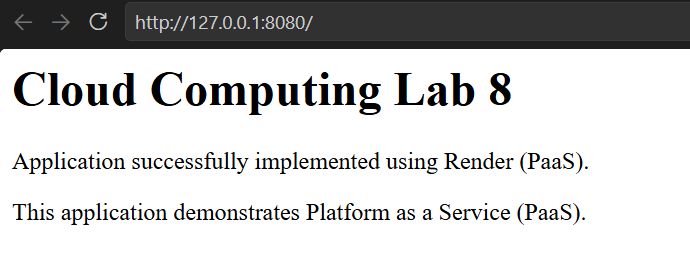 http://127.0.0.1:8080/
Cloud Computing Lab 8
Application successfully implemented using Render (PaaS).
This application demonstrates Platform as a Service (PaaS).